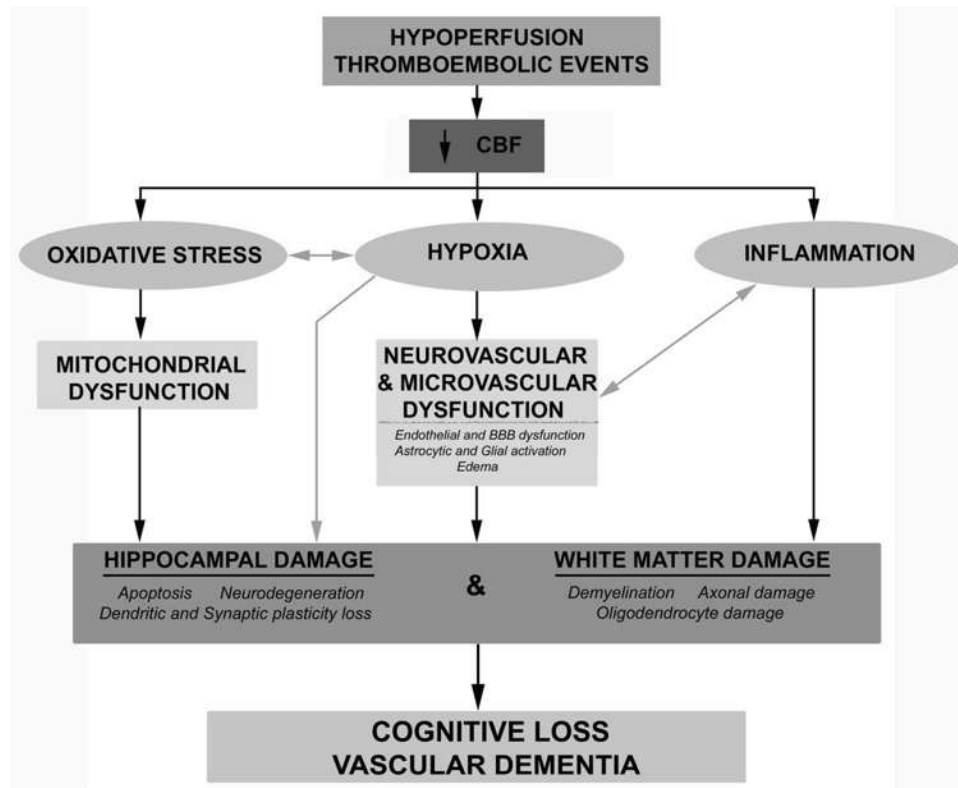 HYPOPERFUSION
THROMBOEMBOLIC EVENTS
CBF
OXIDATIVE STRESS
HYPOXIA
INFLAMMATION
MITOCHONDRIAL
DYSFUNCTION
NEUROVASCULAR
& MICROVASCULAR
DYSFUNCTION
Endothelial and BBB dysfunction
Astrocytic and Glial activation
Edema
HIPPOCAMPAL DAMAGE
Apoptosis Neurodegeneration
Dendritic and Synaptic plasticity loss
&
WHITE MATTER DAMAGE
Demyelination Axonal damage
Oligodendrocyte damage
COGNITIVE LOSS
VASCULAR DEMENTIA